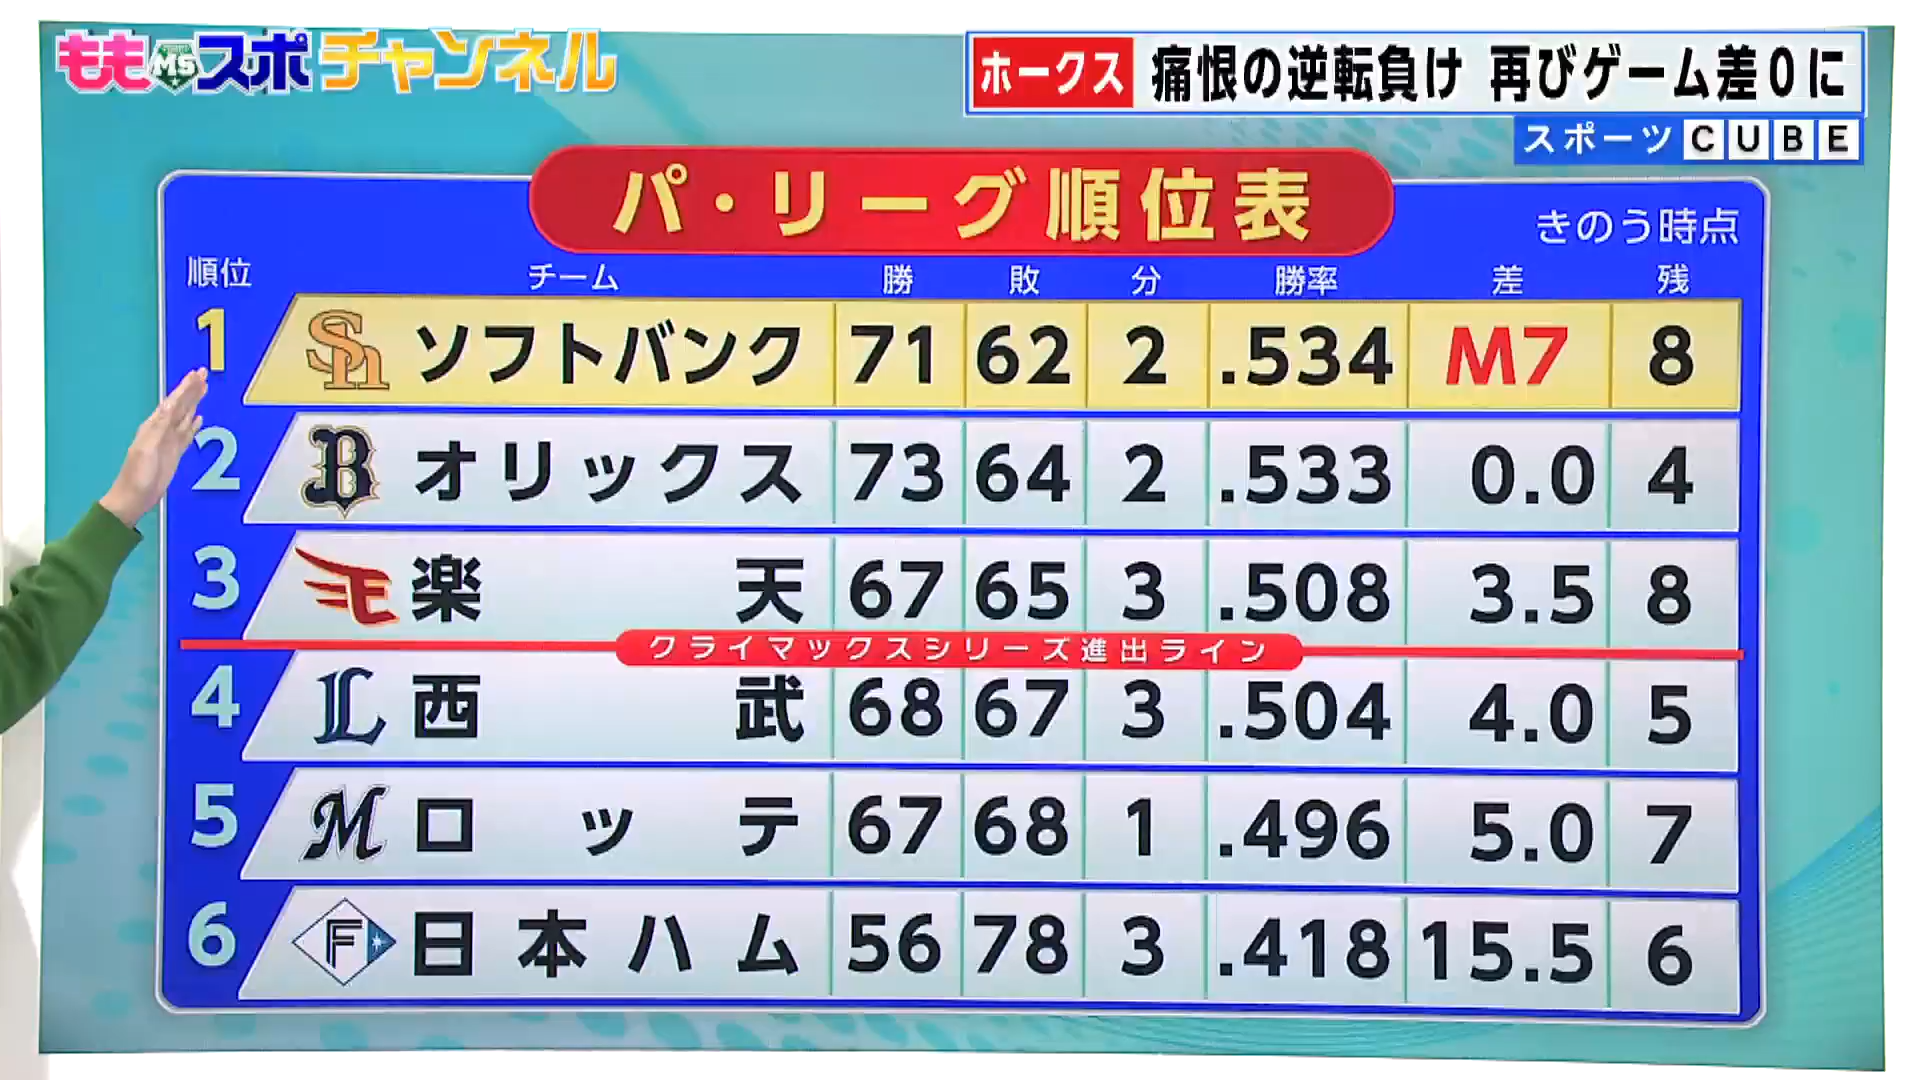 ももMSスポチャンネル
ホークス 痛恨の逆転負け 再びゲーム差0に
スポーツCUBE
パ・リーグ順位表
きのう時点
順位 チーム 勝 敗 分 勝率 差 残
1 Sh ソフトバンク 71 62 2 .534 M7 8
2 B オリックス 73 64 2 .533 0.0 4
3 E 楽天 67 65 3 .508 3.5 8
クライマックスシリーズ進出ライン
4 L 西武 68 67 3 .504 4.0 5
5 M ロッテ 67 68 1 .496 5.0 7
6 F 日本ハム 56 78 3 .418 15.5 6